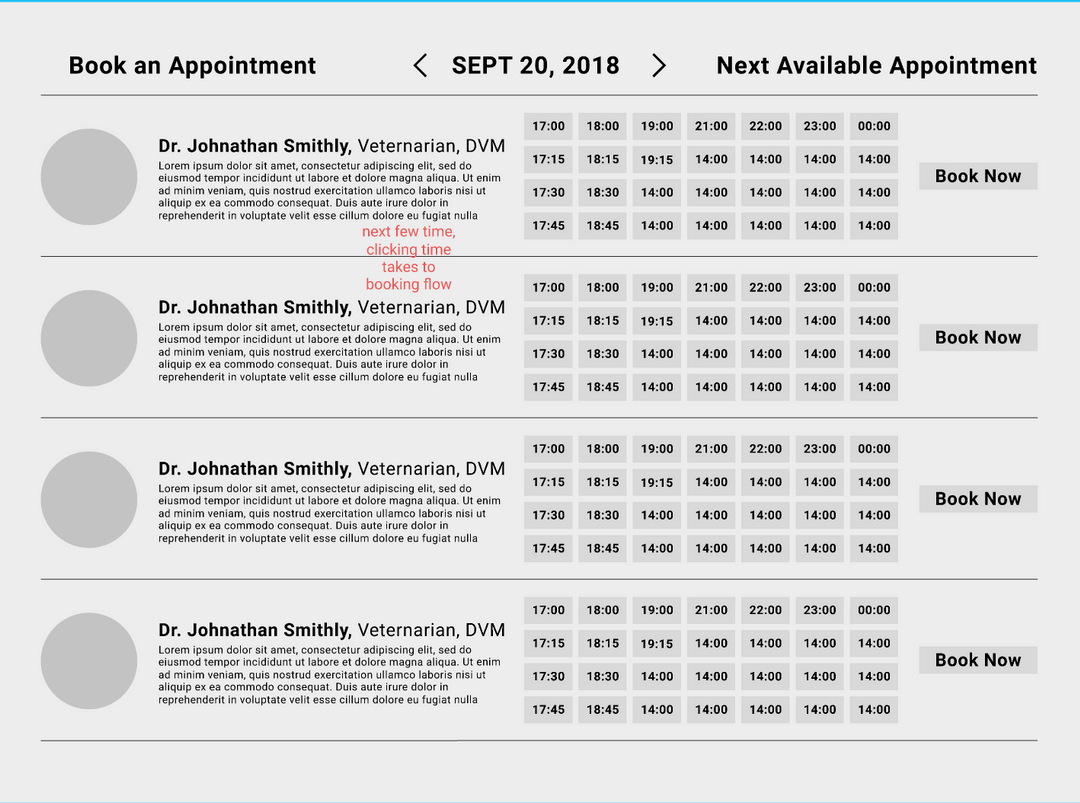 Book an Appointment
< SEPT 20, 2018 >
Next Available Appointment
Dr. Johnathan Smithly, Veternarian, DVM
Lorem ipsum dolor sit amet, consectetur adipiscing elit, sed do
eiusmod tempor incididunt ut labore et dolore magna aliqua. Ut enim
ad minim veniam, quis nostrud exercitation ullamco laboris nisi ut
aliquip ex ea commodo consequat. Duis aute irure dolor in
reprehenderit in voluptate velit esse cillum dolore eu fugiat nulla
17:00 18:00 19:00 21:00 22:00 23:00 00:00
17:15 18:15 19:15 14:00 14:00 14:00 14:00
17:30 18:30 14:00 14:00 14:00 14:00 14:00
17:45 18:45 14:00 14:00 14:00 14:00 14:00
Book Now
next few time,
clicking time
takes to
booking flow
Dr. Johnathan Smithly, Veternarian, DVM
Lorem ipsum dolor sit amet, consectetur adipiscing elit, sed do
eiusmod tempor incididunt ut labore et dolore magna aliqua. Ut enim
ad minim veniam, quis nostrud exercitation ullamco laboris nisi ut
aliquip ex ea commodo consequat. Duis aute irure dolor in
reprehenderit in voluptate velit esse cillum dolore eu fugiat nulla
17:00 18:00 19:00 21:00 22:00 23:00 00:00
17:15 18:15 19:15 14:00 14:00 14:00 14:00
17:30 18:30 14:00 14:00 14:00 14:00 14:00
17:45 18:45 14:00 14:00 14:00 14:00 14:00
Book Now
Dr. Johnathan Smithly, Veternarian, DVM
Lorem ipsum dolor sit amet, consectetur adipiscing elit, sed do
eiusmod tempor incididunt ut labore et dolore magna aliqua. Ut enim
ad minim veniam, quis nostrud exercitation ullamco laboris nisi ut
aliquip ex ea commodo consequat. Duis aute irure dolor in
reprehenderit in voluptate velit esse cillum dolore eu fugiat nulla
17:00 18:00 19:00 21:00 22:00 23:00 00:00
17:15 18:15 19:15 14:00 14:00 14:00 14:00
17:30 18:30 14:00 14:00 14:00 14:00 14:00
17:45 18:45 14:00 14:00 14:00 14:00 14:00
Book Now
Dr. Johnathan Smithly, Veternarian, DVM
Lorem ipsum dolor sit amet, consectetur adipiscing elit, sed do
eiusmod tempor incididunt ut labore et dolore magna aliqua. Ut enim
ad minim veniam, quis nostrud exercitation ullamco laboris nisi ut
aliquip ex ea commodo consequat. Duis aute irure dolor in
reprehenderit in voluptate velit esse cillum dolore eu fugiat nulla
17:00 18:00 19:00 21:00 22:00 23:00 00:00
17:15 18:15 19:15 14:00 14:00 14:00 14:00
17:30 18:30 14:00 14:00 14:00 14:00 14:00
17:45 18:45 14:00 14:00 14:00 14:00 14:00
Book Now